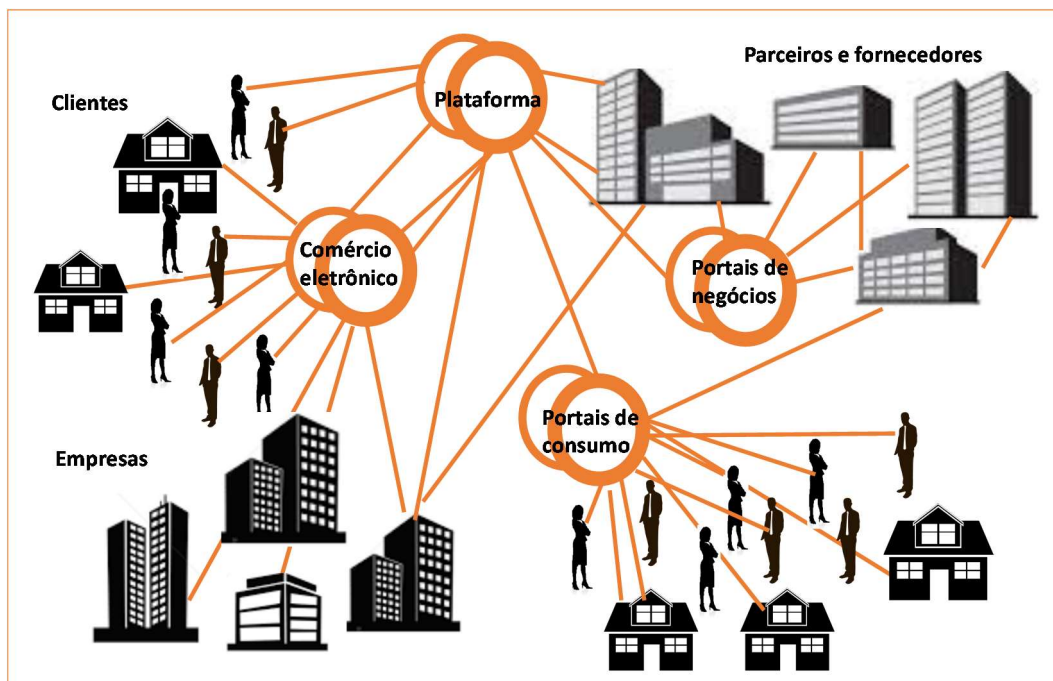 Plataforma
Parceiros e fornecedores
Clientes
Comércio
eletrônico
Portais de
negócios
Portais de
consumo
Empresas